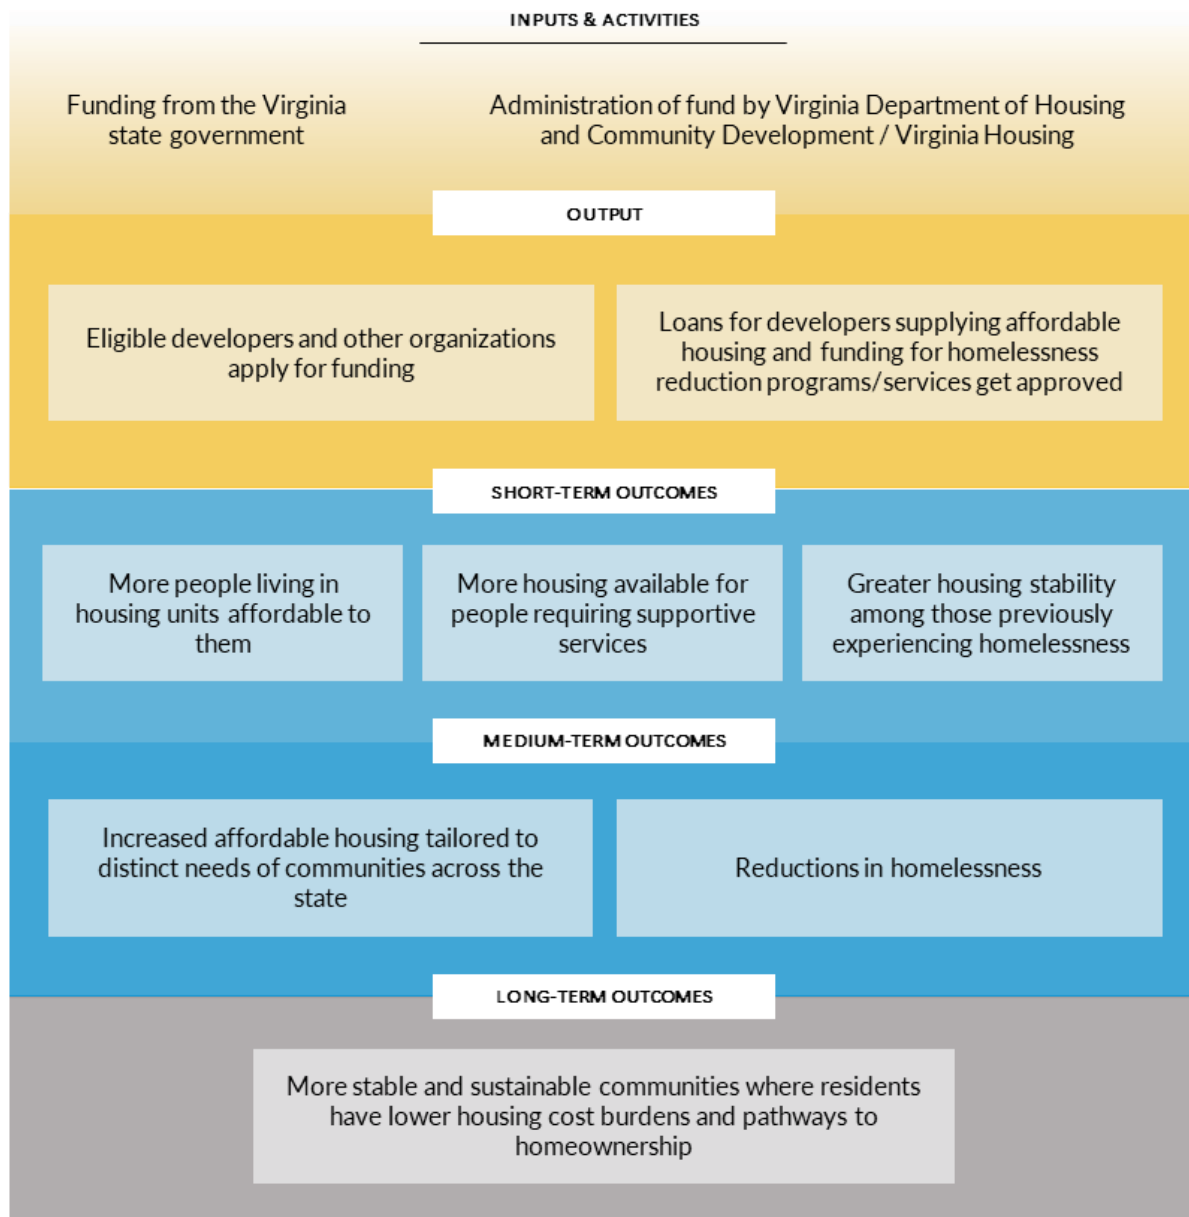 INPUTS & ACTIVITIES
Funding from the Virginia
state government
Administration of fund by Virginia Department of Housing
and Community Development / Virginia Housing
OUTPUT
Eligible developers and other organizations
apply for funding
Loans for developers supplying affordable
housing and funding for homelessness
reduction programs/services get approved
SHORT-TERM OUTCOMES
More people living in
housing units affordable to
them
More housing available for
people requiring supportive
services
Greater housing stability
among those previously
experiencing homelessness
MEDIUM-TERM OUTCOMES
Increased affordable housing tailored to
distinct needs of communities across the
state
Reductions in homelessness
LONG-TERM OUTCOMES
More stable and sustainable communities where residents
have lower housing cost burdens and pathways to
homeownership